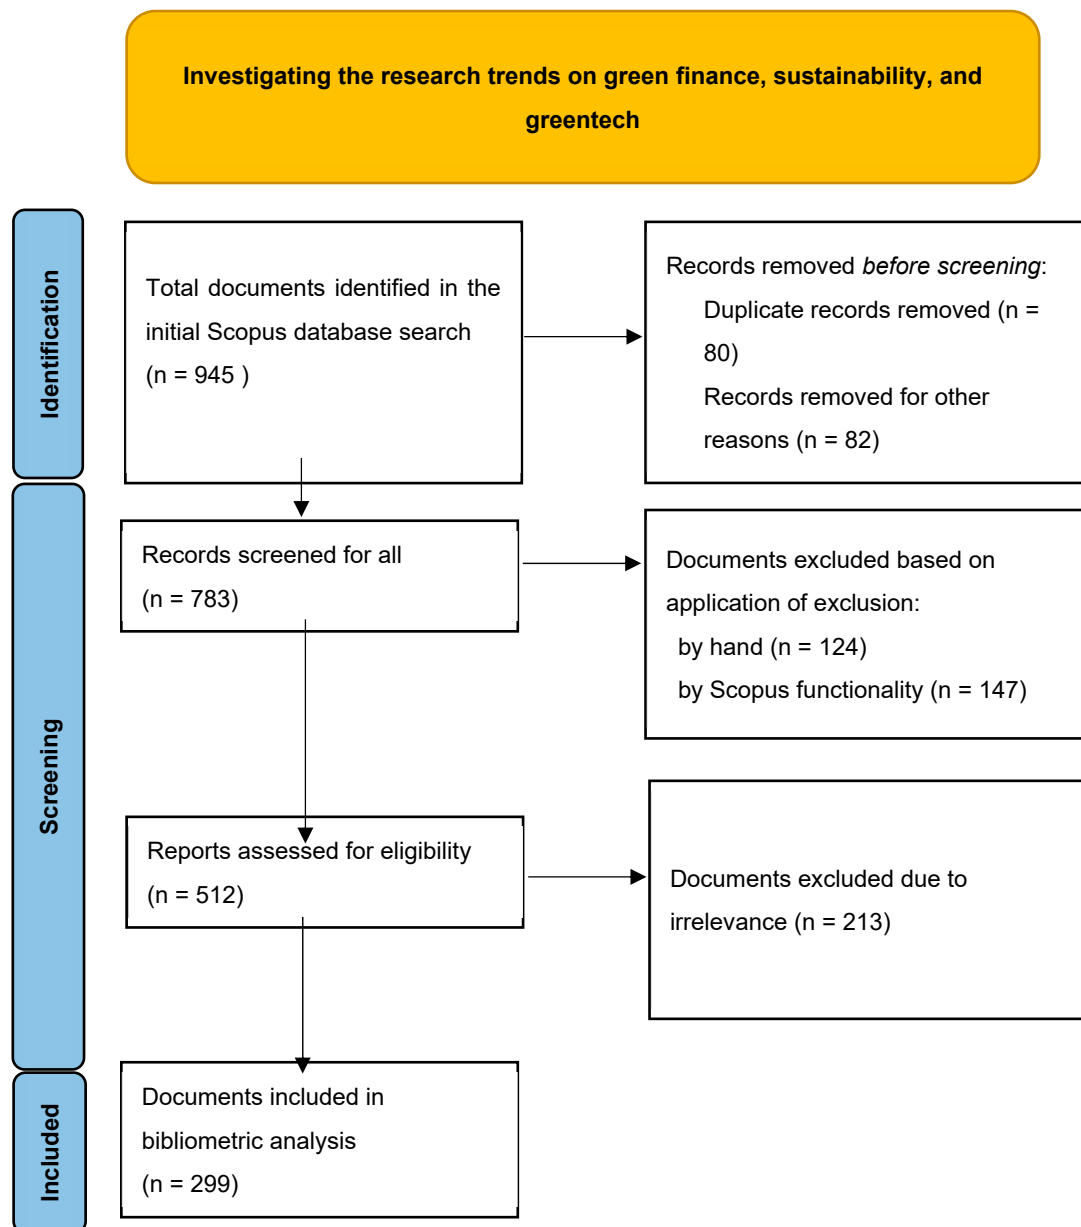 Investigating the research trends on green finance, sustainability, and
greentech
Identification
Total documents identified in the
initial Scopus database search
(n = 945 )
Records removed before screening:
Duplicate records removed (n =
80)
Records removed for other
reasons (n = 82)
Screening
Records screened for all
(n = 783)
Documents excluded based on
application of exclusion:
by hand (n = 124)
by Scopus functionality (n = 147)
Reports assessed for eligibility
(n = 512)
Documents excluded due to
irrelevance (n = 213)
Included
Documents included in
bibliometric analysis
(n = 299)